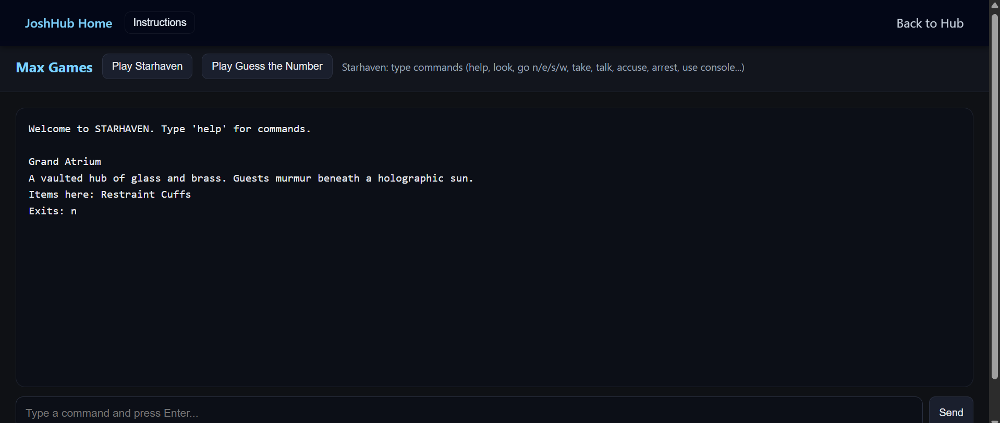 JoshHub Home Instructions Back to Hub
Max Games Play Starhaven Play Guess the Number Starhaven: type commands (help, look, go n/e/s/w, take, talk, accuse, arrest, use console...)
Welcome to STARHAVEN. Type 'help' for commands.
Grand Atrium
A vaulted hub of glass and brass. Guests murmur beneath a holographic sun.
Items here: Restraint Cuffs
Exits: n
Type a command and press Enter... Send